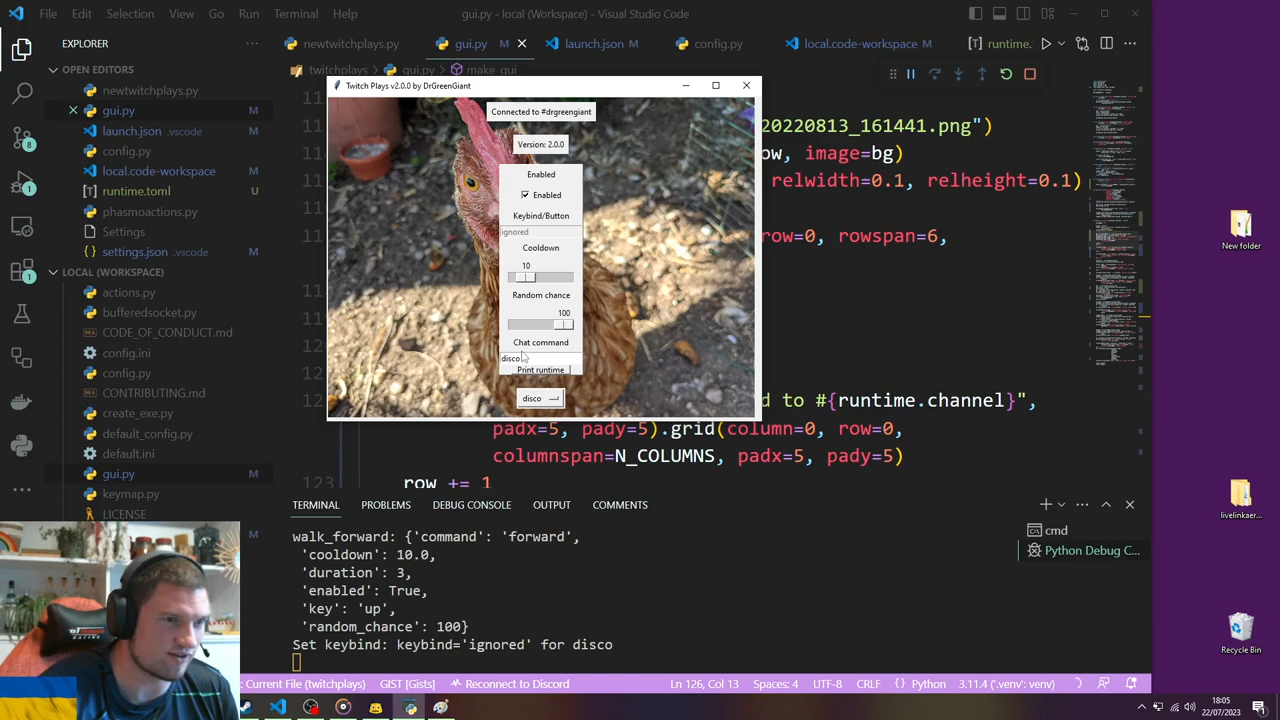 File Edit Selection View Go Run Terminal Help
gui.py - (workspace) local - Visual Studio Code
EXPLORER
newtwitchplays.py
gui.py
launch.json
config.py
local.code-workspace
runtime.
OPEN EDITORS
twitchplays > gui.py > make_gui
newtwitchplays.py
gui.py M
launch.json .vscode
config.py
local.code-workspace
runtime.toml U
phasmoactions.py
Settings
settings.json .vscode
LOCAL (WORKSPACE)
actions.py
buffered_socket.py
CODE_OF_CONDUCT.md
config.ini
config.py
CONTRIBUTING.md
create_exe.py
default_config.py
default.ini
gui.py M
keymap.py
LICENSE
M
Twitch Plays v2.0.0 by DrGreenGiant
Connected to #drgreengiant
Version: 2.0.0
Enabled
Enabled
Keybind/Button
ignored
Cooldown
10
Random chance
100
Chat command
disco
Print runtime
disco
_161441.png")
ow, image=bg)
relwidth=0.1, relheight=0.1)
row=0, rowspan=6,
d to #{runtime.channel}",
padx=5, pady=5).grid(column=0, row=0,
columnspan=N_COLUMNS, padx=5, pady=5)
123 row += 1
TERMINAL PROBLEMS DEBUG CONSOLE OUTPUT COMMENTS
walk_forward: {'command': 'forward',
'cooldown': 10.0,
'duration': 3,
'enabled': True,
'key': 'up',
'random_chance': 100}
Set keybind: keybind='ignored' for disco
cmd
Python Debug C...
: Current File (twitchplays) GIST [Gists] Reconnect to Discord
Ln 126, Col 13 Spaces: 4 UTF-8 CRLF Python 3.11.4 ('.venv': venv)
New folder
livelinkaer...
Recycle Bin
18:05
22/07/2023